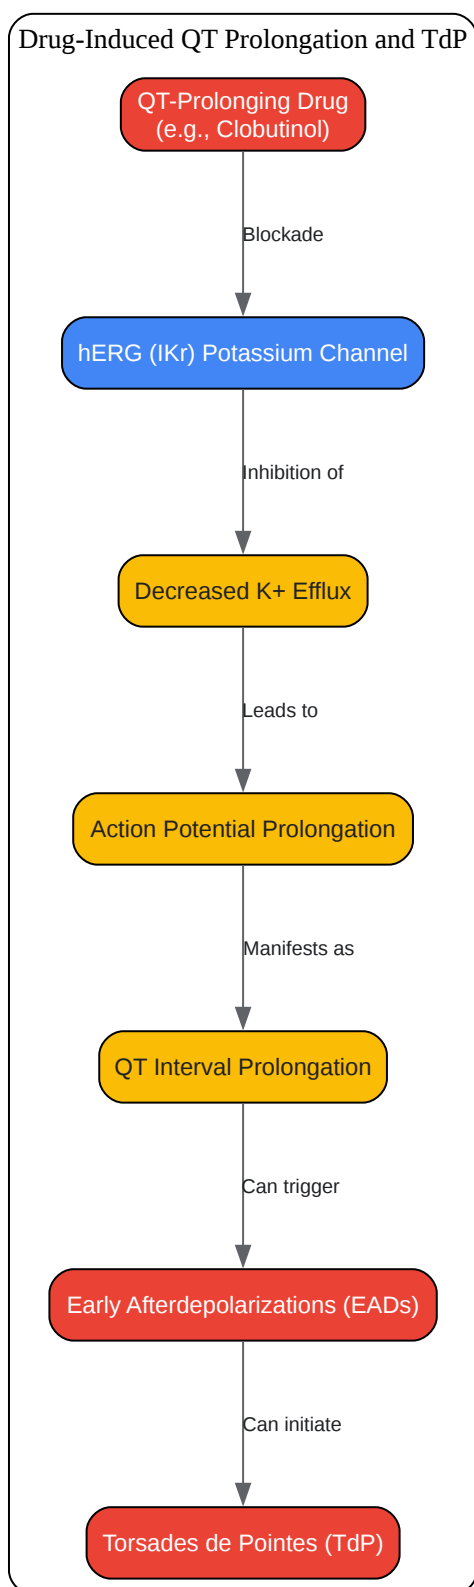 Drug-Induced QT Prolongation and TdP
QT-Prolonging Drug
(e.g., Clobutinol)
Blockade
hERG (IKr) Potassium Channel
Inhibition of
Decreased K+ Efflux
Leads to
Action Potential Prolongation
Manifests as
QT Interval Prolongation
Can trigger
Early Afterdepolarizations (EADs)
Can initiate
Torsades de Pointes (TdP)